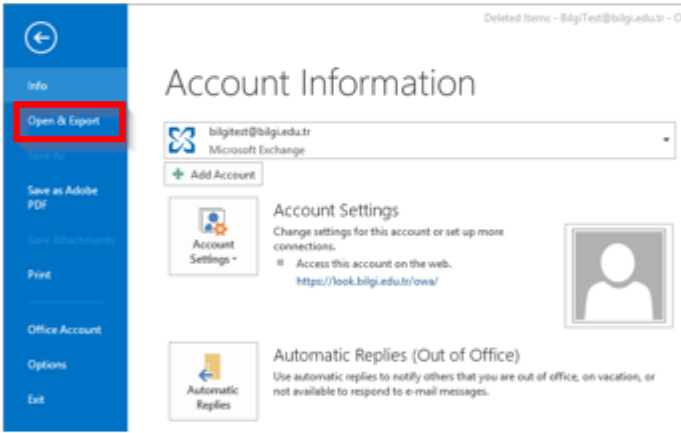 Deleted Items - BilgiTest@bilgi.edu.tr - O
Info
Open & Export
Save As
Save as Adobe
PDF
Save Attachments
Print
Office Account
Options
Exit
Account Information
bilgitest@bilgi.edu.tr
Microsoft Exchange
Add Account
Account
Settings
Account Settings
Change settings for this account or set up more
connections.
Access this account on the web.
https://look.bilgi.edu.tr/owa/
Automatic
Replies
Automatic Replies (Out of Office)
Use automatic replies to notify others that you are out of office, on vacation, or
not available to respond to e-mail messages.